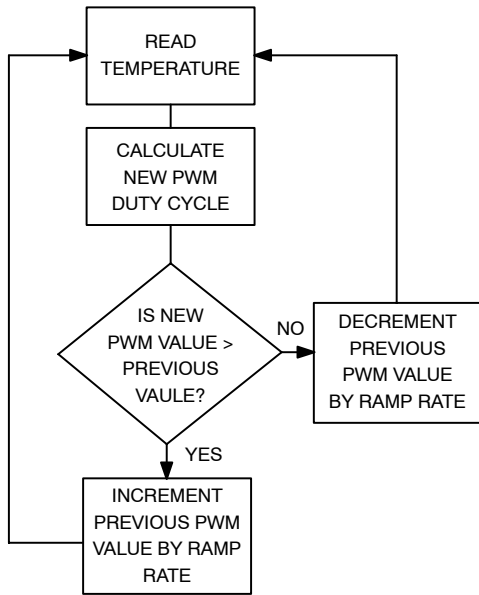 READ
TEMPERATURE
CALCULATE
NEW PWM
DUTY CYCLE
IS NEW
PWM VALUE >
PREVIOUS
VAULE?
NO
DECREMENT
PREVIOUS
PWM VALUE
BY RAMP RATE
YES
INCREMENT
PREVIOUS PWM
VALUE BY RAMP
RATE